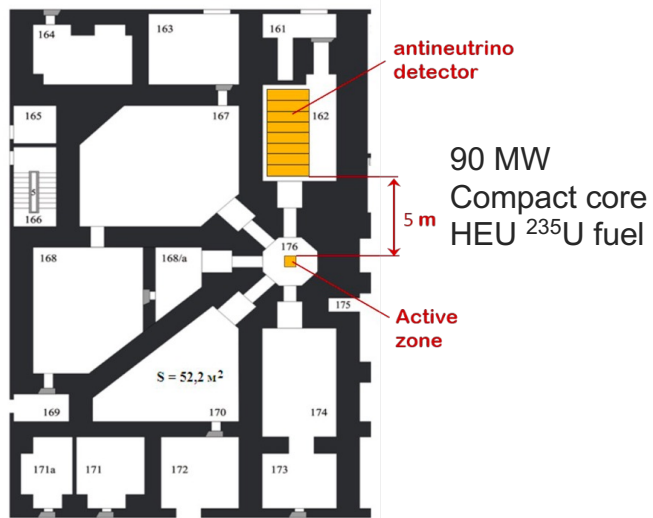 164
163
161
antineutrino
detector
165
167
162
90 MW
Compact core
HEU ²³⁵U fuel
5
166
5 m
176
168
168/a
175
Active
zone
S = 52,2 м²
169
170
174
171а
171
172
173